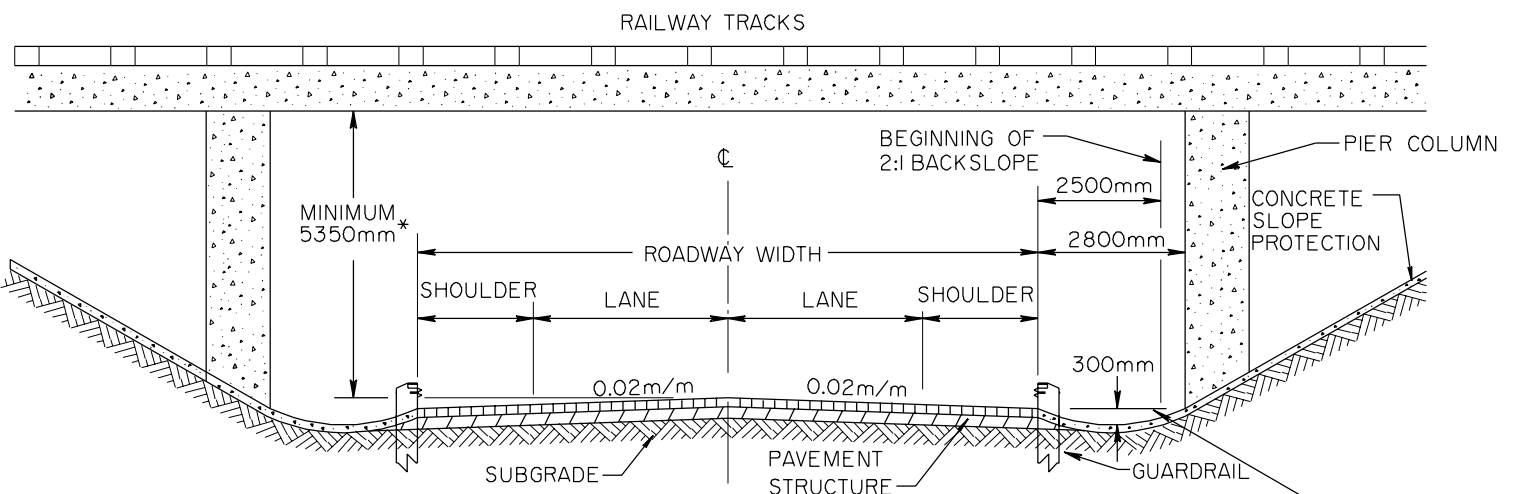 RAILWAY TRACKS
BEGINNING OF
2:1 BACKSLOPE
PIER COLUMN
℄
2500mm
CONCRETE
SLOPE
PROTECTION
MINIMUM
5350mm*
2800mm
ROADWAY WIDTH
SHOULDER
LANE
LANE
SHOULDER
300mm
0.02m/m
0.02m/m
SUBGRADE
PAVEMENT
STRUCTURE
GUARDRAIL